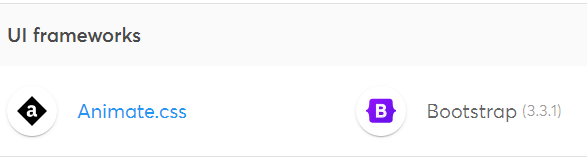 UI frameworks
a Animate.css B Bootstrap (3.3.1)